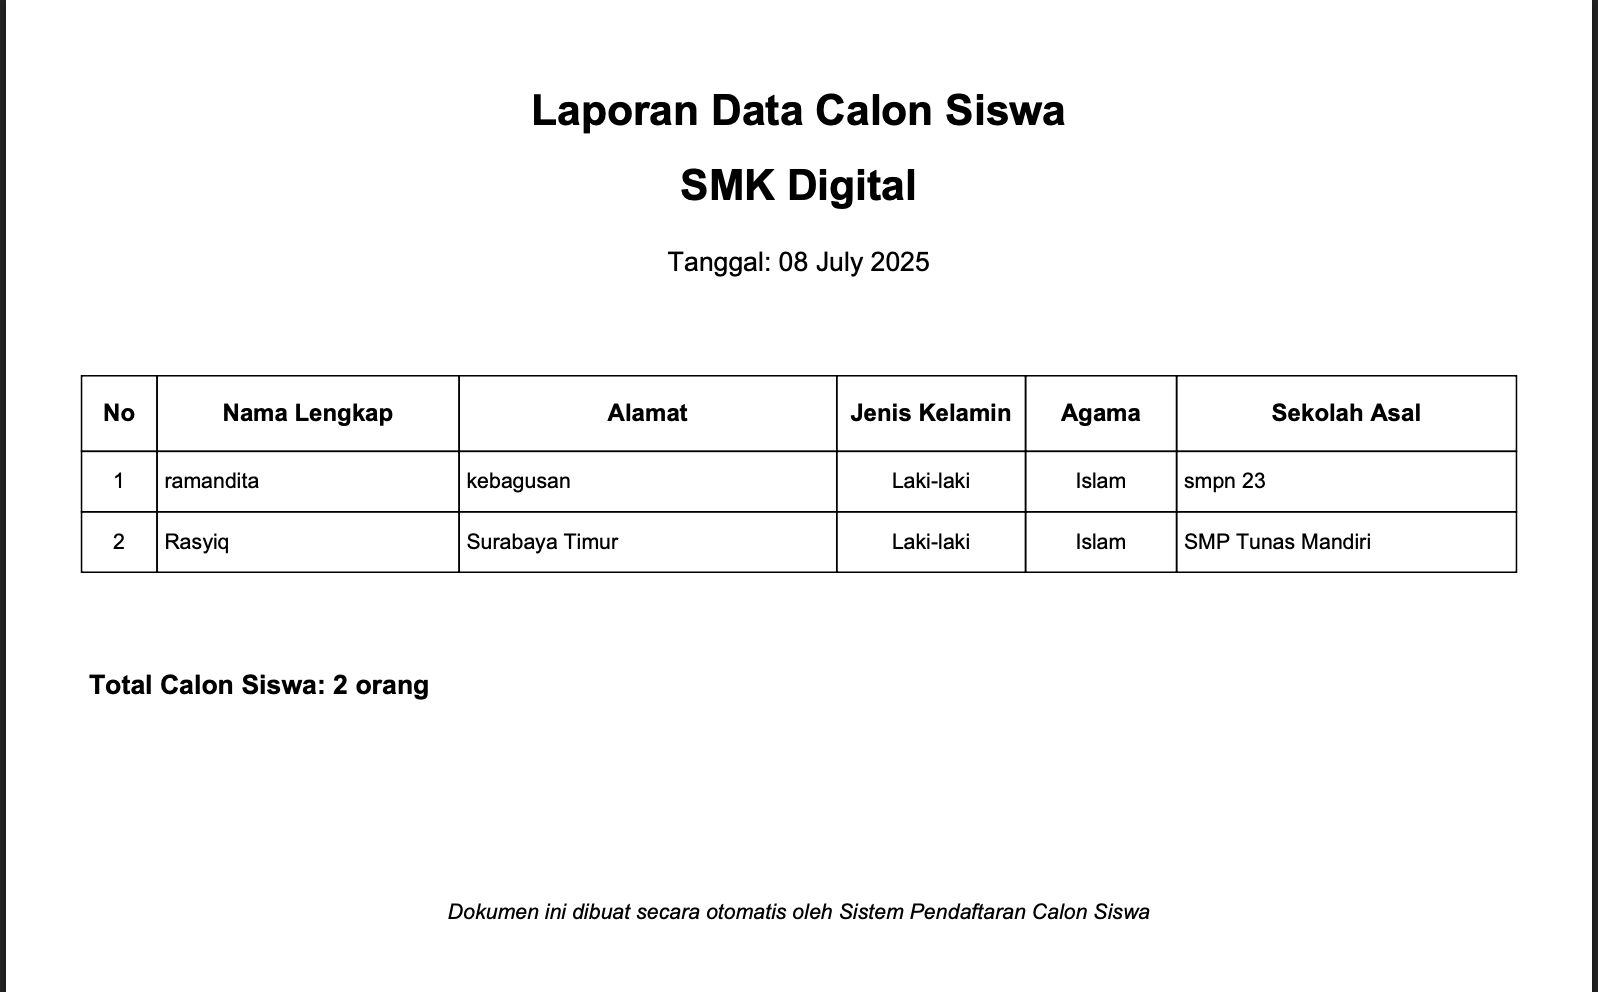 Laporan Data Calon Siswa
SMK Digital
Tanggal: 08 July 2025
No Nama Lengkap Alamat Jenis Kelamin Agama Sekolah Asal
1 ramandita kebagusan Laki-laki Islam smpn 23
2 Rasyiq Surabaya Timur Laki-laki Islam SMP Tunas Mandiri
Total Calon Siswa: 2 orang
Dokumen ini dibuat secara otomatis oleh Sistem Pendaftaran Calon Siswa